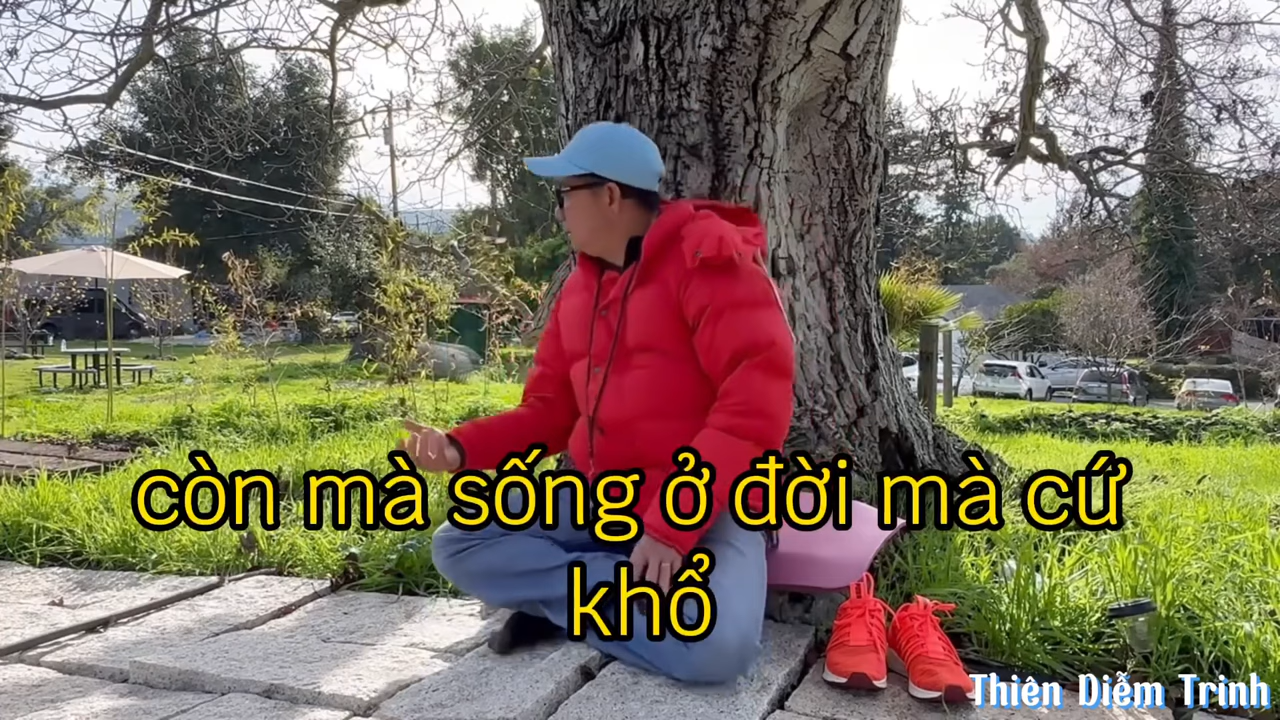 còn mà sống ở đời mà cứ
khổ
Thiên Diễm Trinh